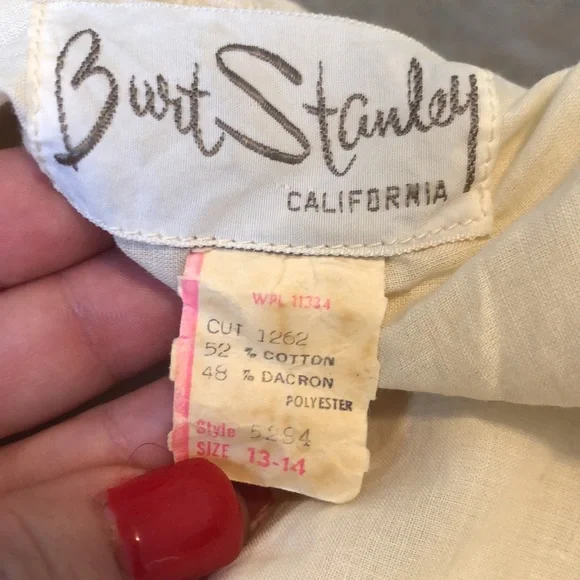 Burt Stanley
CALIFORNIA
WPL 11334
CUT 1262
52 % COTTON
48 % DACRON
POLYESTER
Style 5294
SIZE 13-14